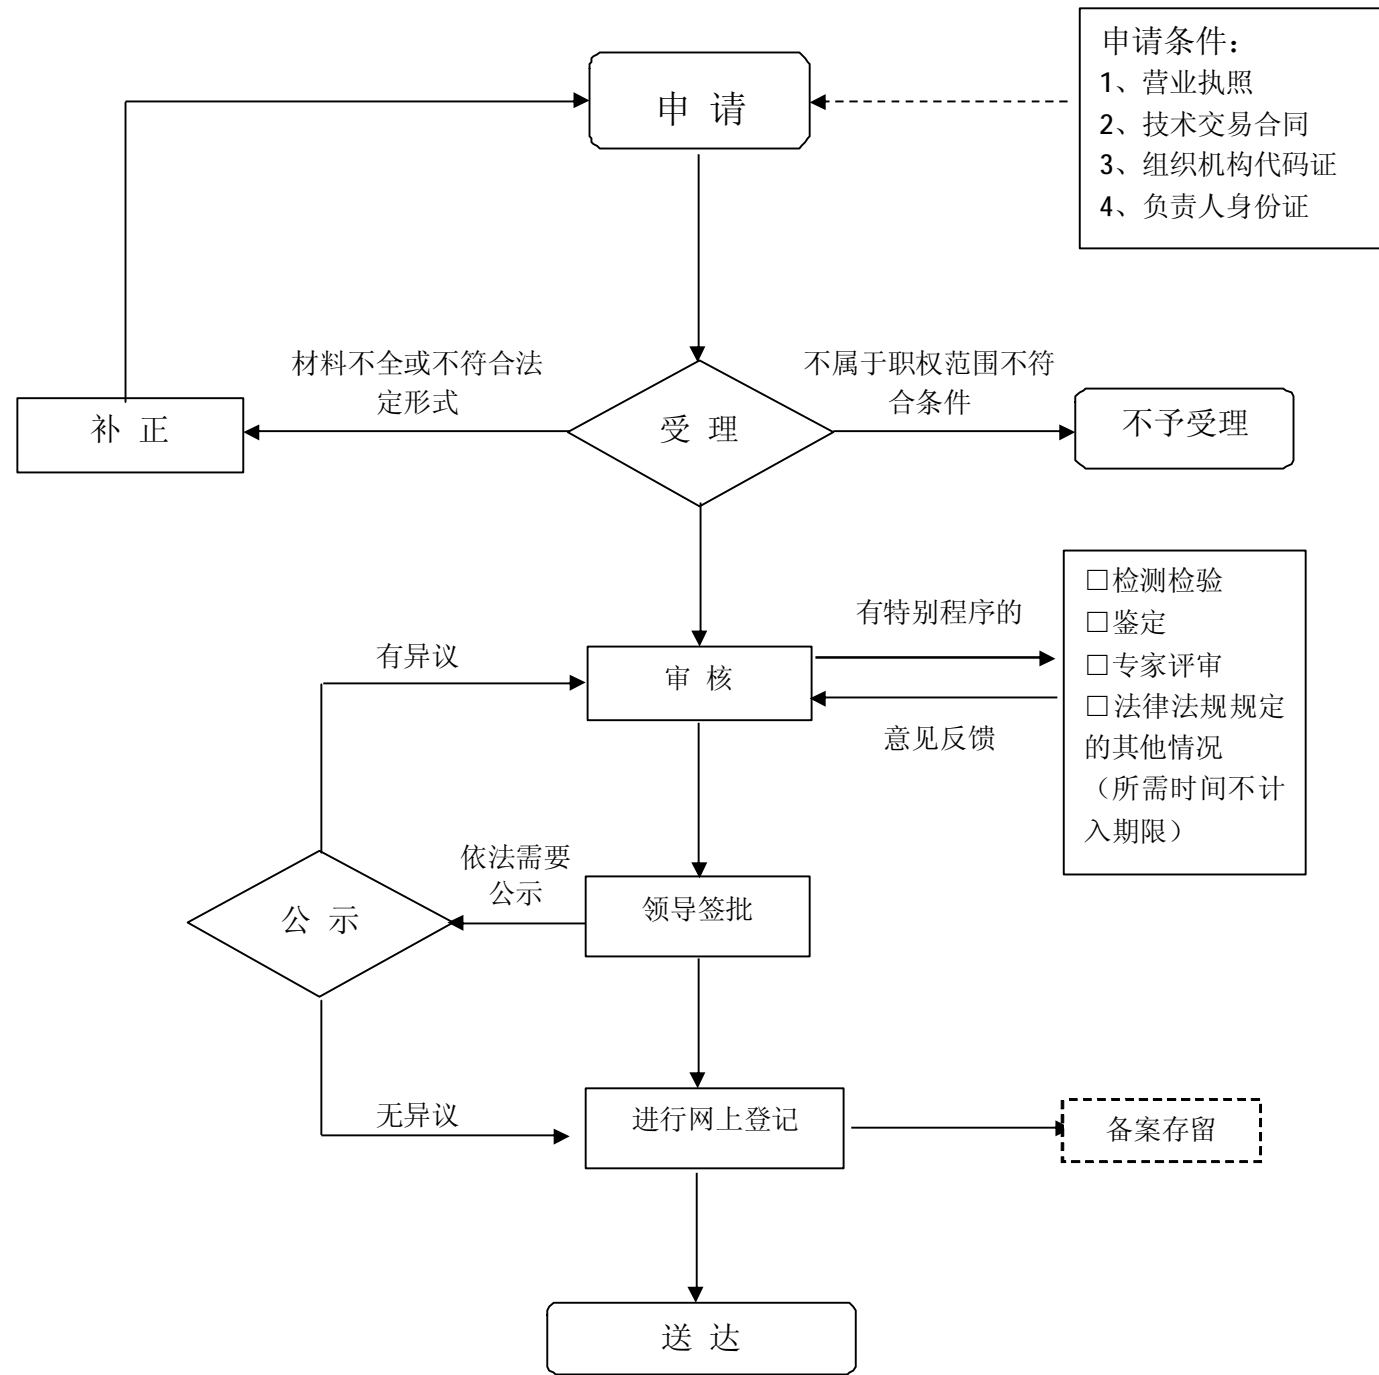 申请条件：
1、营业执照
2、技术交易合同
3、组织机构代码证
4、负责人身份证
申 请
材料不全或不符合法
定形式
不属于职权范围不符
合条件
补 正
受 理
不予受理
有特别程序的
□检测检验
□鉴定
□专家评审
□法律法规规定
的其他情况
（所需时间不计
入期限）
有异议
审 核
意见反馈
依法需要
公示
领导签批
公 示
无异议
进行网上登记
备案存留
送 达